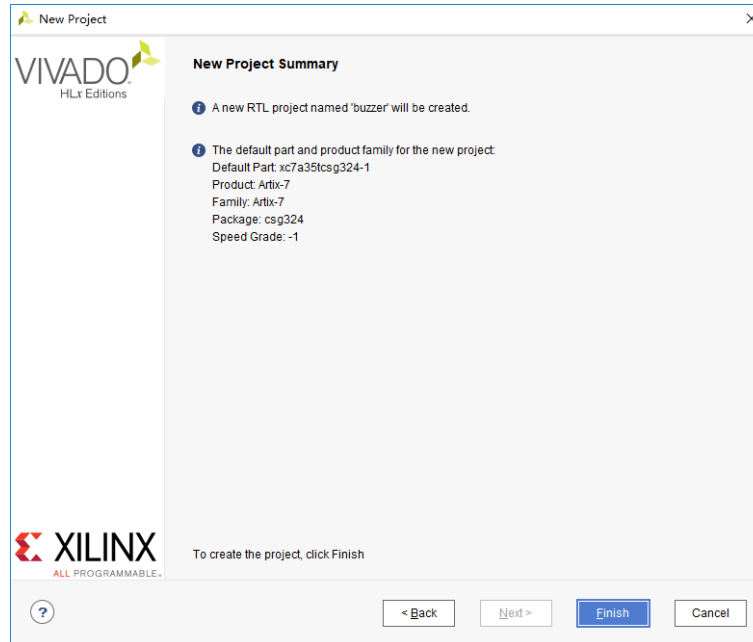 New Project
VIVADO
HLx Editions
New Project Summary
A new RTL project named 'buzzer' will be created.
The default part and product family for the new project:
Default Part: xc7a35tcsg324-1
Product: Artix-7
Family: Artix-7
Package: csg324
Speed Grade: -1
XILINX
ALL PROGRAMMABLE.
To create the project, click Finish
?
< Back
Next >
Finish
Cancel